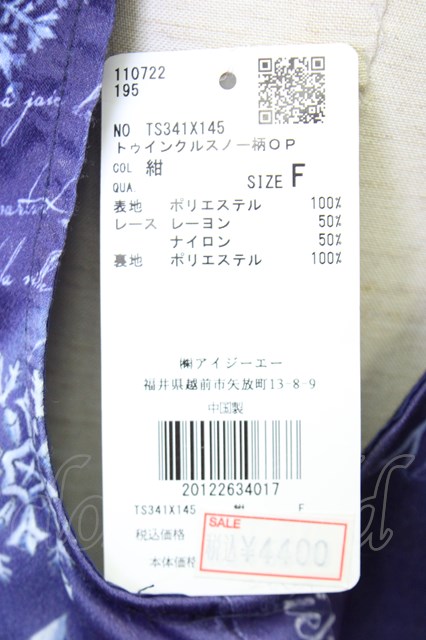 110722
195
NO TS341X145
トゥインクルスノー柄OP
COL 紺
QUA.
SIZE F
表地 ポリエステル 100%
レース レーヨン 50%
ナイロン 50%
裏地 ポリエステル 100%
㈱アイジーエー
福井県越前市矢放町13-8-9
中国製
20122634017
TS341X145 紺 F
税込価格
SALE
税込¥4400
本体価格
à jaie